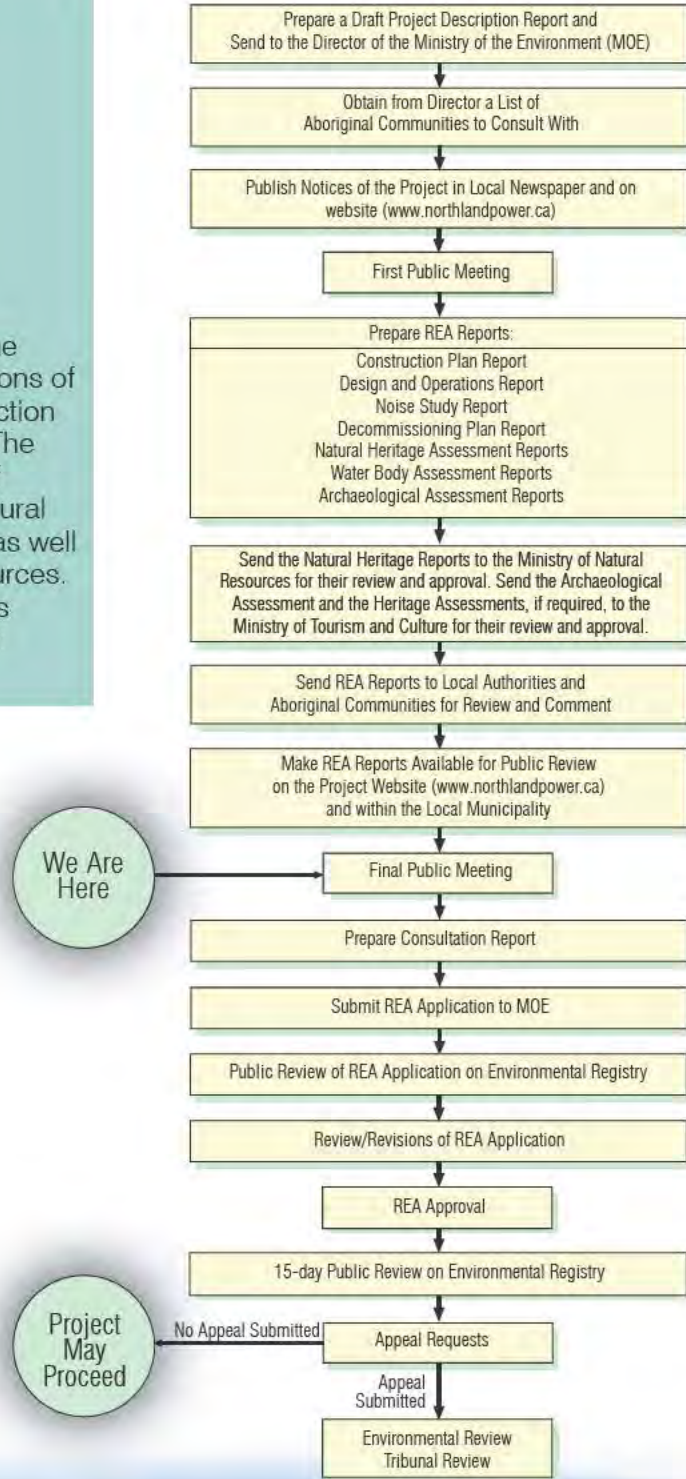 ne
ons of
ction
The
ural
as well
urces.
s
Prepare a Draft Project Description Report and
Send to the Director of the Ministry of the Environment (MOE)
Obtain from Director a List of
Aboriginal Communities to Consult With
Publish Notices of the Project in Local Newspaper and on
website (www.northlandpower.ca)
First Public Meeting
Prepare REA Reports:
Construction Plan Report
Design and Operations Report
Noise Study Report
Decommissioning Plan Report
Natural Heritage Assessment Reports
Water Body Assessment Reports
Archaeological Assessment Reports
Send the Natural Heritage Reports to the Ministry of Natural
Resources for their review and approval. Send the Archaeological
Assessment and the Heritage Assessments, if required, to the
Ministry of Tourism and Culture for their review and approval.
Send REA Reports to Local Authorities and
Aboriginal Communities for Review and Comment
Make REA Reports Available for Public Review
on the Project Website (www.northlandpower.ca)
and within the Local Municipality
We Are
Here
Final Public Meeting
Prepare Consultation Report
Submit REA Application to MOE
Public Review of REA Application on Environmental Registry
Review/Revisions of REA Application
REA Approval
15-day Public Review on Environmental Registry
Project
May
Proceed
No Appeal Submitted
Appeal Requests
Appeal
Submitted
Environmental Review
Tribunal Review